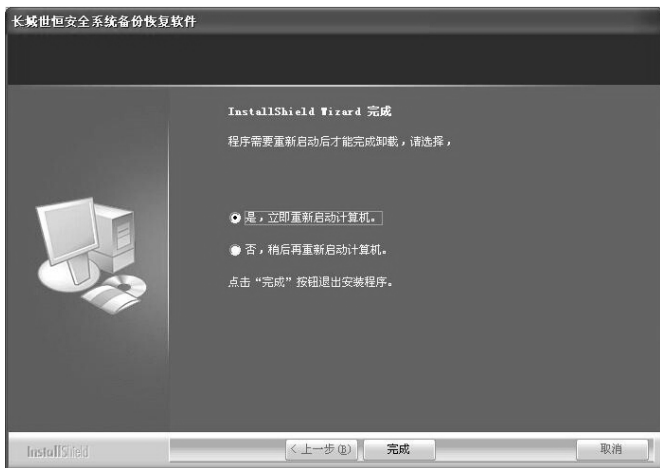 长城世恒安全系统备份恢复软件
InstallShield Wizard 完成
程序需要重新启动后才能完成卸载，请选择，
是，立即重新启动计算机。
否，稍后再重新启动计算机。
点击“完成”按钮退出安装程序。
InstallShield
< 上一步(B)
完成
取消